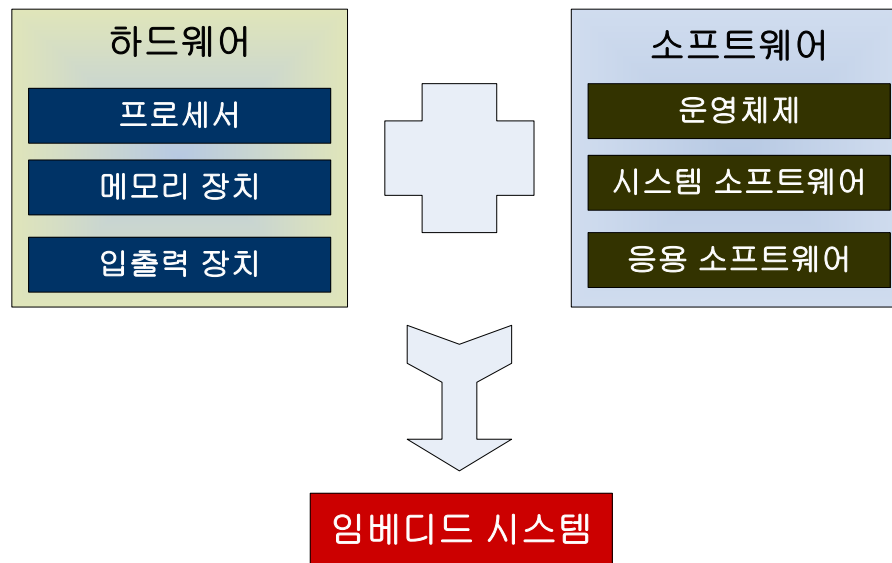 하드웨어
프로세서
메모리 장치
입출력 장치
소프트웨어
운영체제
시스템 소프트웨어
응용 소프트웨어
임베디드 시스템